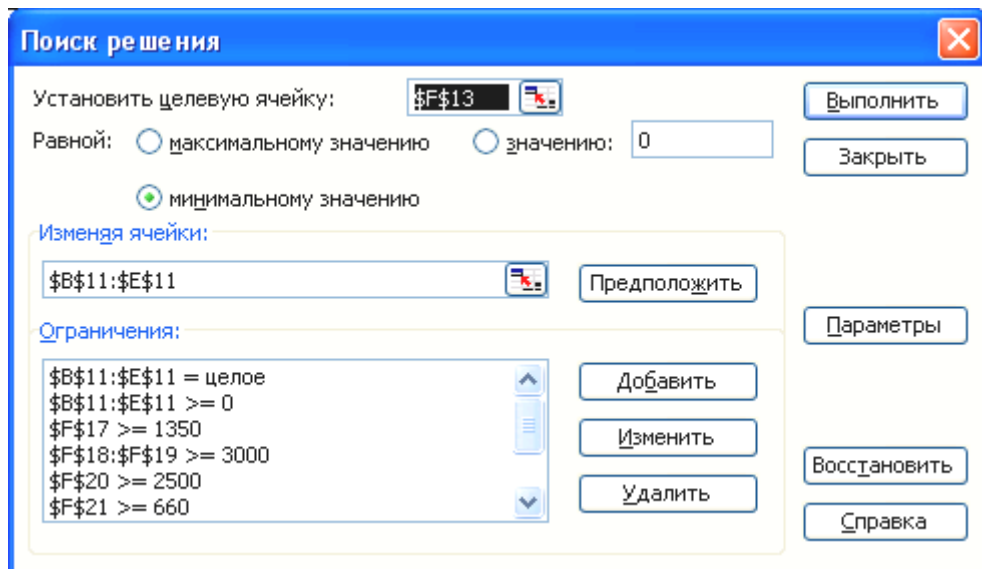 Поиск решения
Установить целевую ячейку: $F$13
Выполнить
Равной: максимальному значению значению: 0
Закрыть
минимальному значению
Изменяя ячейки:
$B$11:$E$11 Предположить
Ограничения:
Параметры
$B$11:$E$11 = целое
$B$11:$E$11 >= 0
$F$17 >= 1350
$F$18:$F$19 >= 3000
$F$20 >= 2500
$F$21 >= 660
Добавить
Изменить
Удалить
Восстановить
Справка